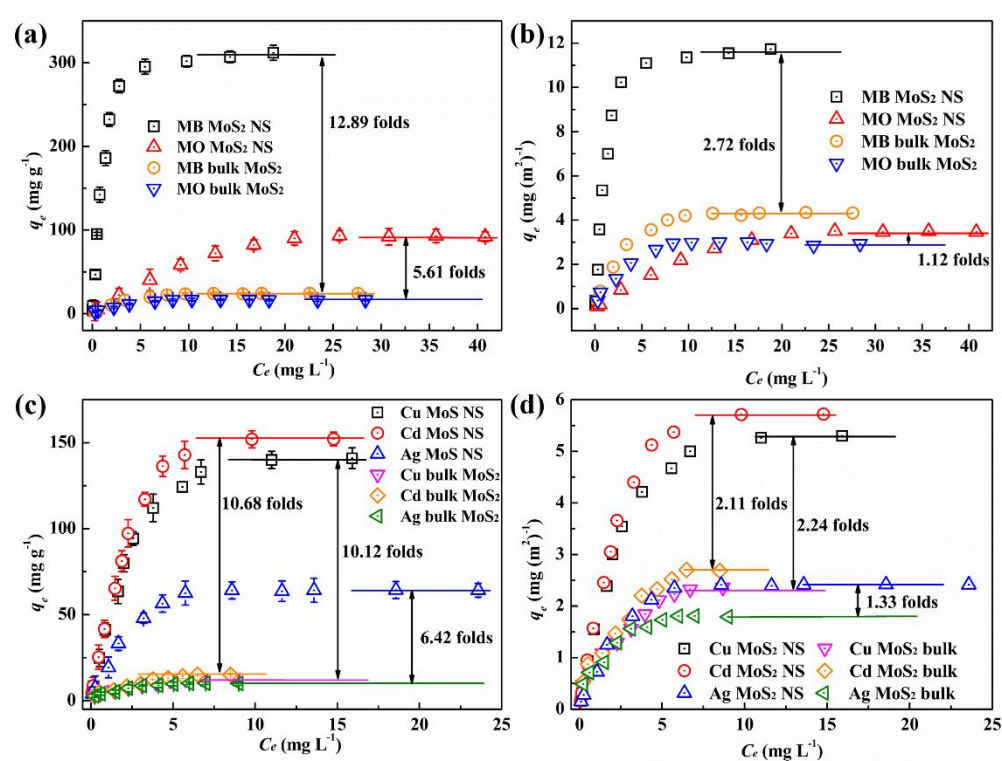 (a)
300
200
100
0
q_e (mg g⁻¹)
12.89 folds
MB MoS₂ NS
MO MoS₂ NS
MB bulk MoS₂
MO bulk MoS₂
5.61 folds
0 5 10 15 20 25 30 35 40
C_e (mg L⁻¹)
(b)
12
10
8
6
4
2
0
q_e (mg (m²)⁻¹)
MB MoS₂ NS
MO MoS₂ NS
MB bulk MoS₂
MO bulk MoS₂
2.72 folds
1.12 folds
0 5 10 15 20 25 30 35 40
C_e (mg L⁻¹)
(c)
150
100
50
0
q_e (mg g⁻¹)
Cu MoS NS
Cd MoS NS
Ag MoS NS
Cu bulk MoS₂
Cd bulk MoS₂
Ag bulk MoS₂
10.68 folds
10.12 folds
6.42 folds
0 5 10 15 20 25
C_e (mg L⁻¹)
(d)
6
5
4
3
2
1
0
q_e (mg (m²)⁻¹)
2.11 folds
2.24 folds
1.33 folds
Cu MoS₂ NS Cu MoS₂ bulk
Cd MoS₂ NS Cd MoS₂ bulk
Ag MoS₂ NS Ag MoS₂ bulk
0 5 10 15 20 25
C_e (mg L⁻¹)